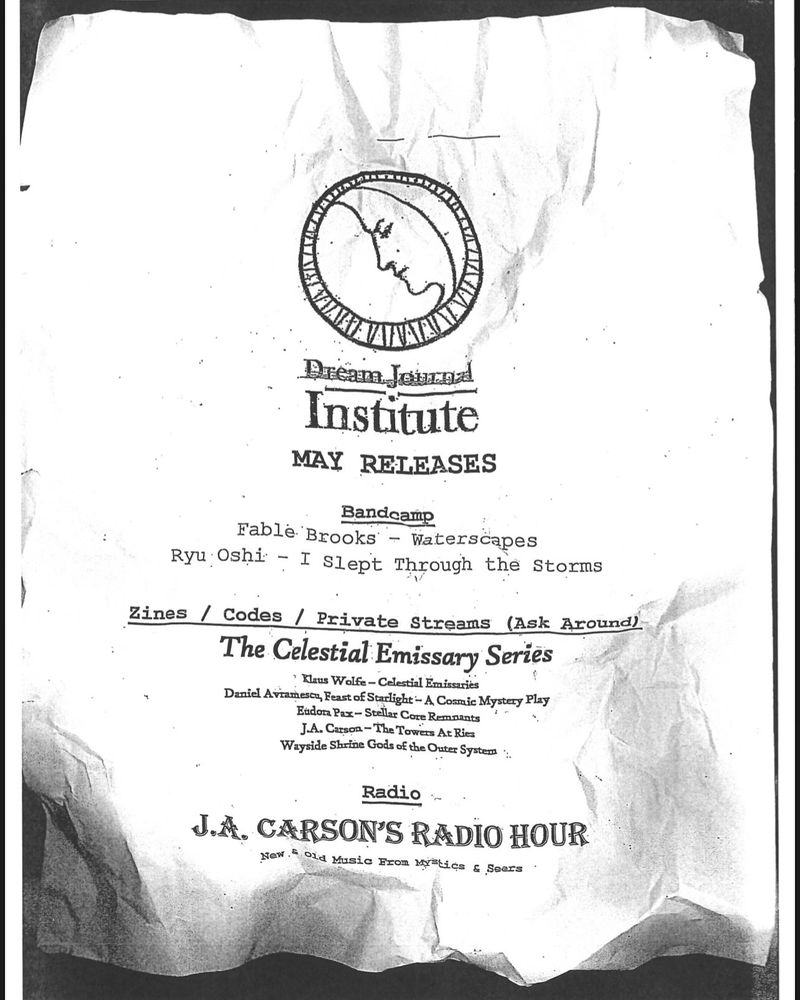 Dream Journal
Institute
MAY RELEASES
Bandcamp
Fable Brooks – Waterscapes
Ryu Oshi – I Slept Through the Storms
Zines / Codes / Private Streams (Ask Around)
The Celestial Emissary Series
Klaus Wolfe – Celestial Emissaries
Daniel Avramescu, Feast of Starlight – A Cosmic Mystery Play
Eudora Pax – Stellar Core Remnants
J.A. Carson – The Towers At Ries
Wayside Shrine Gods of the Outer System
Radio
J.A. CARSON'S RADIO HOUR
New & Old Music From Mystics & Seers